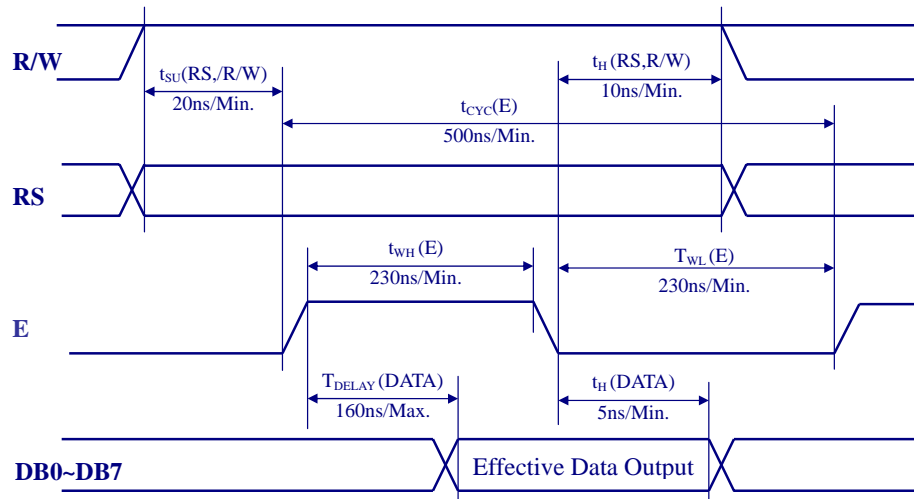 R/W
tSU(RS,/R/W)
20ns/Min.
tH(RS,R/W)
10ns/Min.
tCYC(E)
500ns/Min.
RS
tWH(E)
230ns/Min.
TWL(E)
230ns/Min.
E
TDELAY(DATA)
160ns/Max.
tH(DATA)
5ns/Min.
DB0~DB7
Effective Data Output